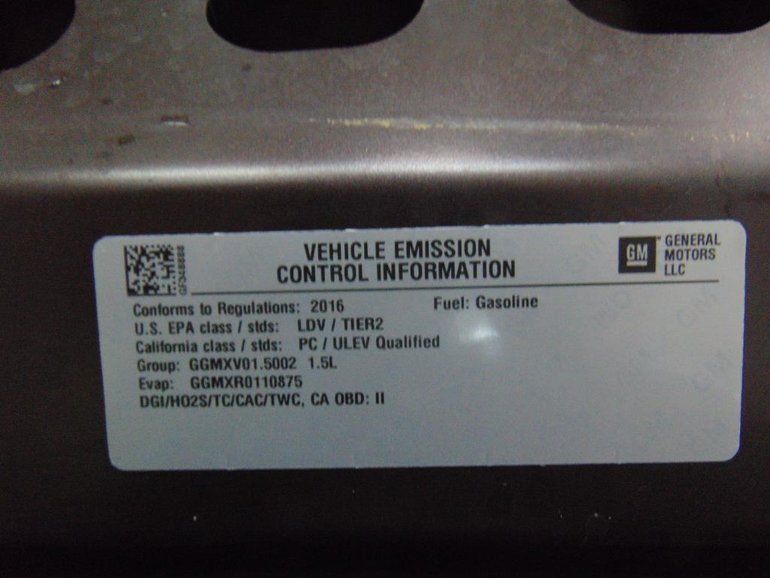 VEHICLE EMISSION
CONTROL INFORMATION
GM
GENERAL
MOTORS
LLC
Conforms to Regulations: 2016 Fuel: Gasoline
U.S. EPA class / stds: LDV / TIER2
California class / stds: PC / ULEV Qualified
Group: GGMXV01.5002 1.5L
Evap: GGMXR0110875
DGI/HO2S/TC/CAC/TWC, CA OBD: II